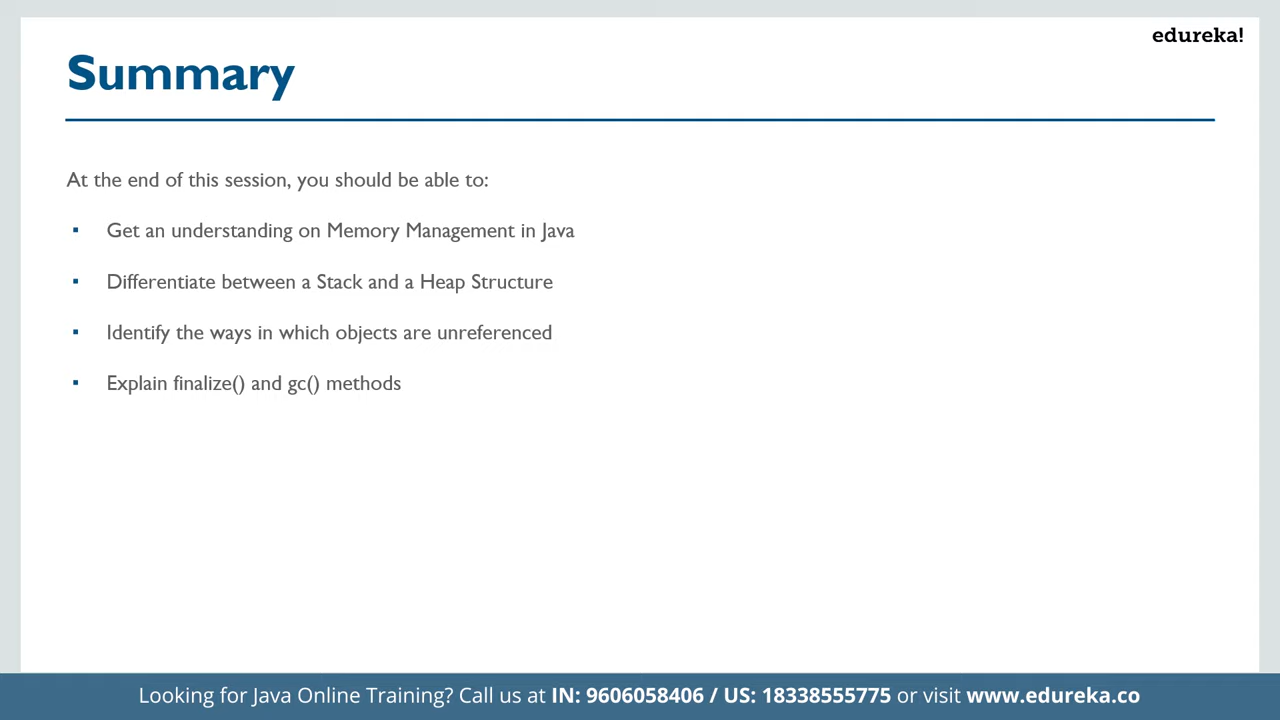 edureka!
Summary
At the end of this session, you should be able to:
▪ Get an understanding on Memory Management in Java
▪ Differentiate between a Stack and a Heap Structure
▪ Identify the ways in which objects are unreferenced
▪ Explain finalize() and gc() methods
Looking for Java Online Training? Call us at IN: 9606058406 / US: 18338555775 or visit www.edureka.co